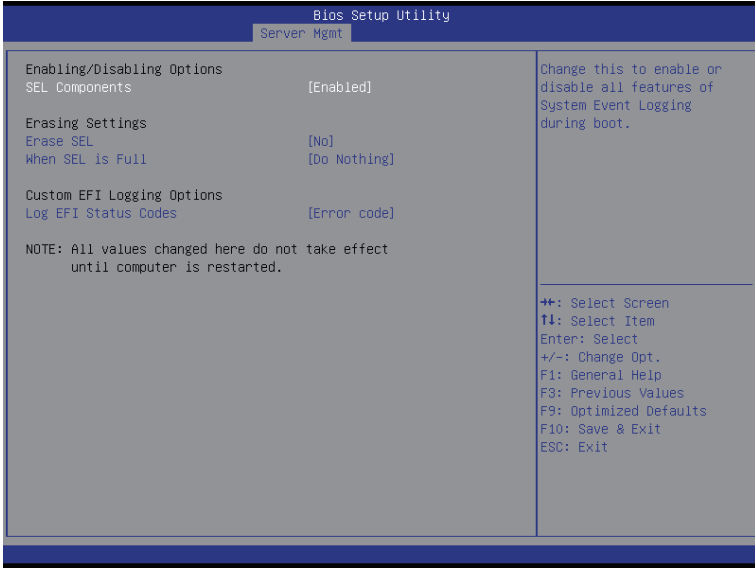 Bios Setup Utility
Server Mgmt
Enabling/Disabling Options
SEL Components [Enabled]
Erasing Settings
Erase SEL [No]
When SEL is Full [Do Nothing]
Custom EFI Logging Options
Log EFI Status Codes [Error code]
NOTE: All values changed here do not take effect
until computer is restarted.
Change this to enable or
disable all features of
System Event Logging
during boot.
→←: Select Screen
↑↓: Select Item
Enter: Select
+/-: Change Opt.
F1: General Help
F3: Previous Values
F9: Optimized Defaults
F10: Save & Exit
ESC: Exit